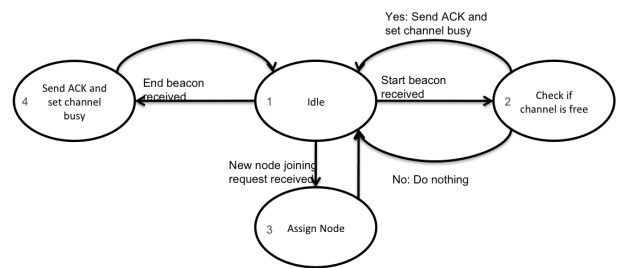 Yes: Send ACK and
set channel busy
Send ACK and
set channel
busy
4
End beacon
received
1
Idle
Start beacon
received
2
Check if
channel is free
New node joining
request received
No: Do nothing
3
Assign Node